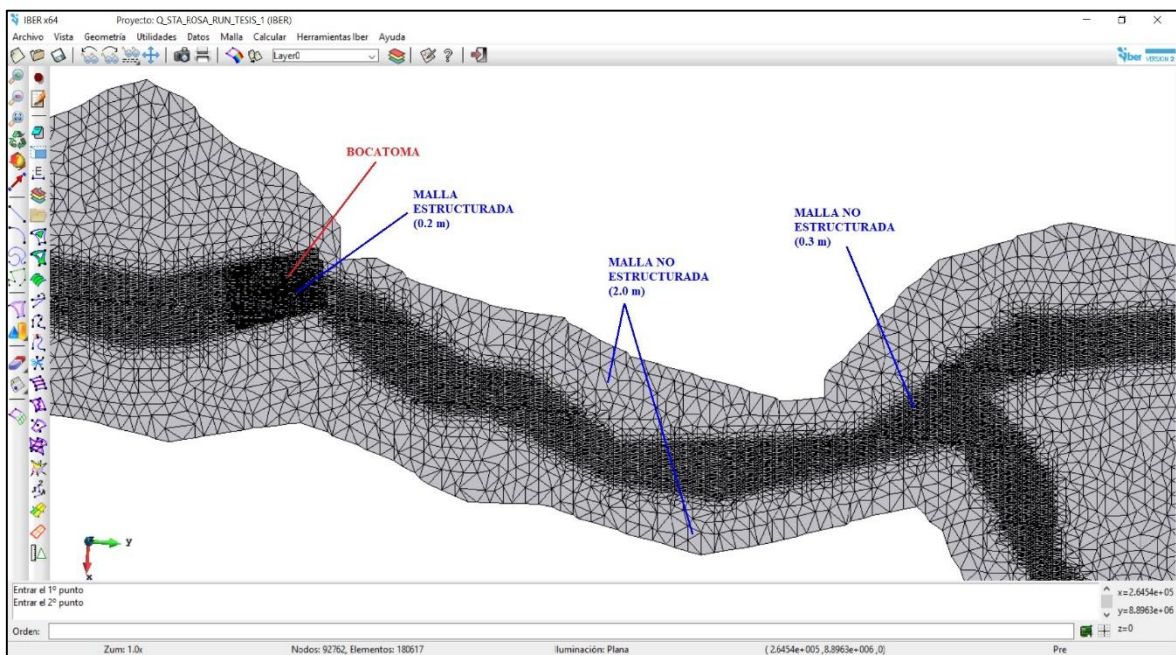 IBER x64 Proyecto: Q_STA_ROSA_RUN_TESIS_1 (IBER)
Archivo Vista Geometría Utilidades Datos Malla Calcular Herramientas Iber Ayuda
Layer0
Iber VERSION 2
BOCATOMA
MALLA
ESTRUCTURADA
(0.2 m)
MALLA NO
ESTRUCTURADA
(2.0 m)
MALLA NO
ESTRUCTURADA
(0.3 m)
y
x
Entrar el 1º punto
Entrar el 2º punto
x=2.6454e+05
y=8.8963e+06
z=0
Orden:
Zum: 1.0x Nodos: 92762, Elementos: 180617 Iluminación: Plana ( 2.6454e+005 ,8.8963e+006 ,0) Pre